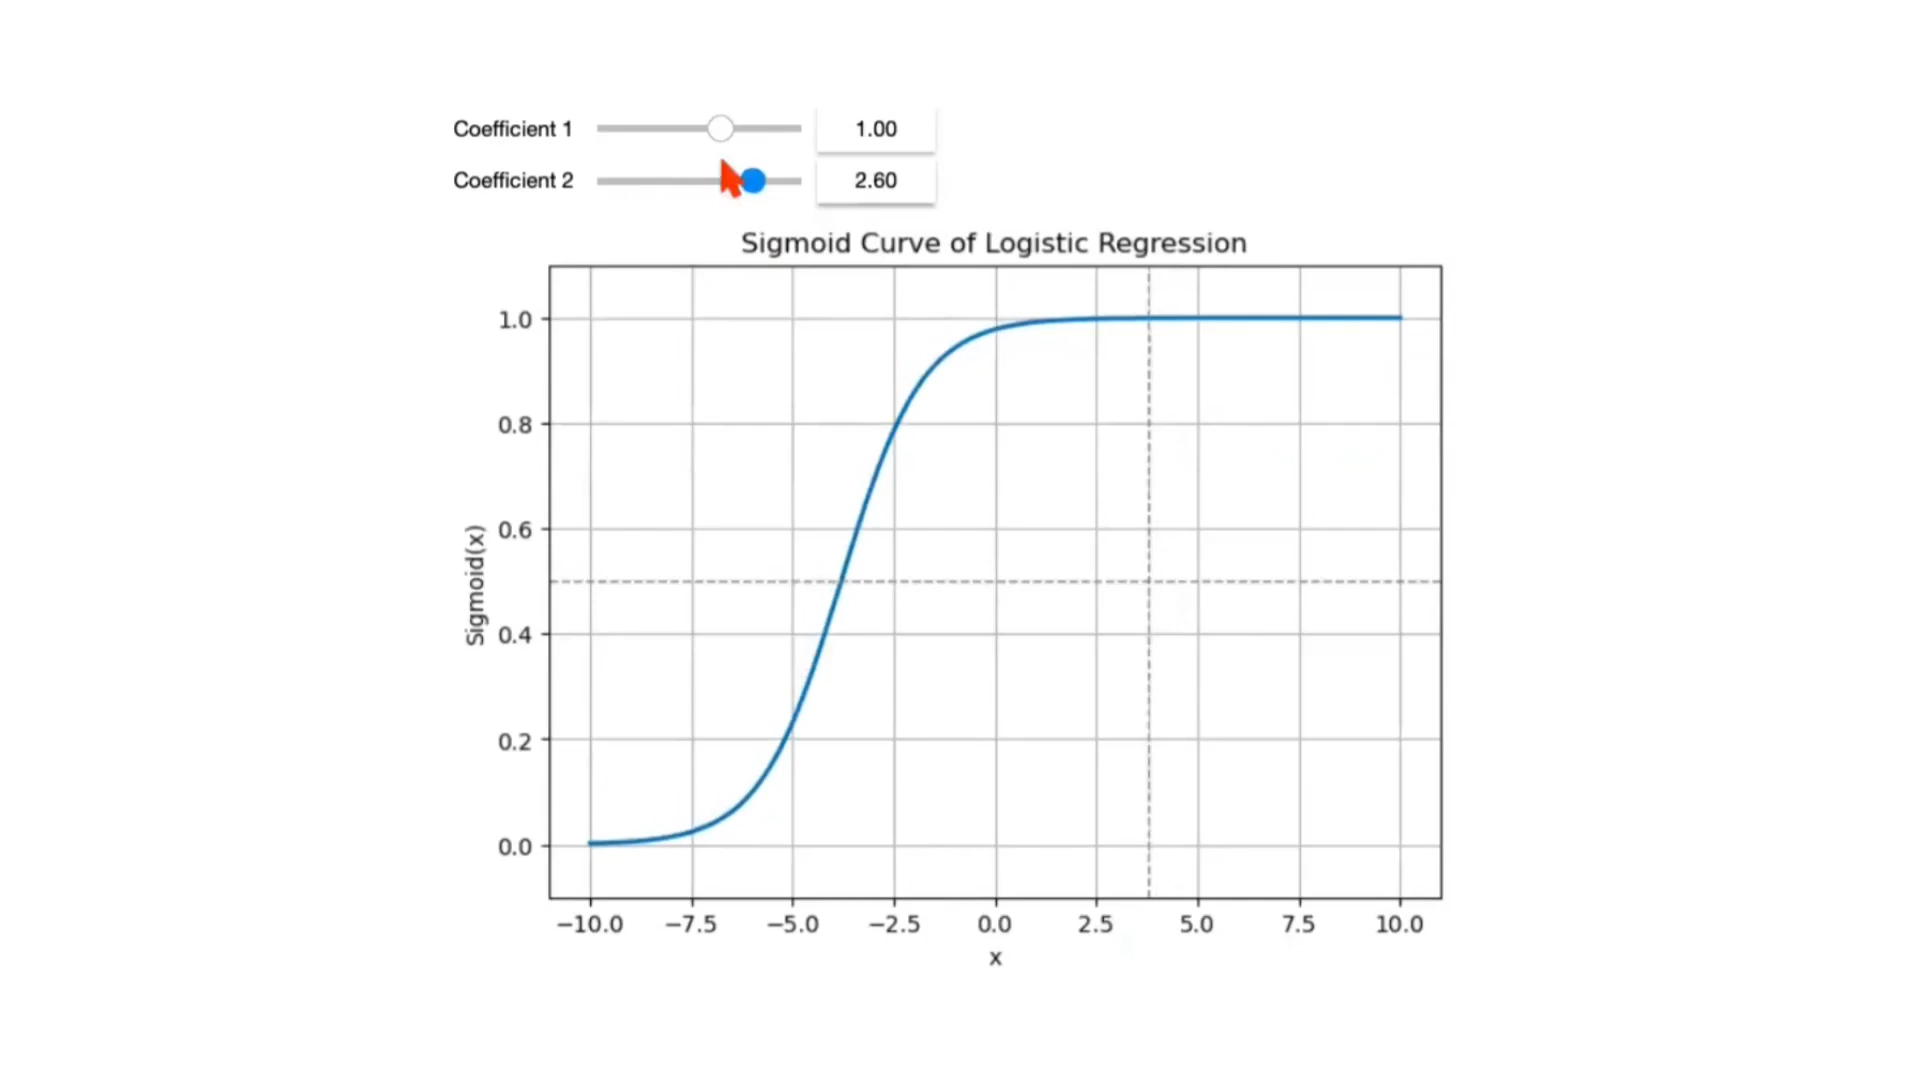 Coefficient 1 1.00
Coefficient 2 2.60
Sigmoid Curve of Logistic Regression
1.0
0.8
0.6
0.4
0.2
0.0
Sigmoid(x)
−10.0 −7.5 −5.0 −2.5 0.0 2.5 5.0 7.5 10.0
x